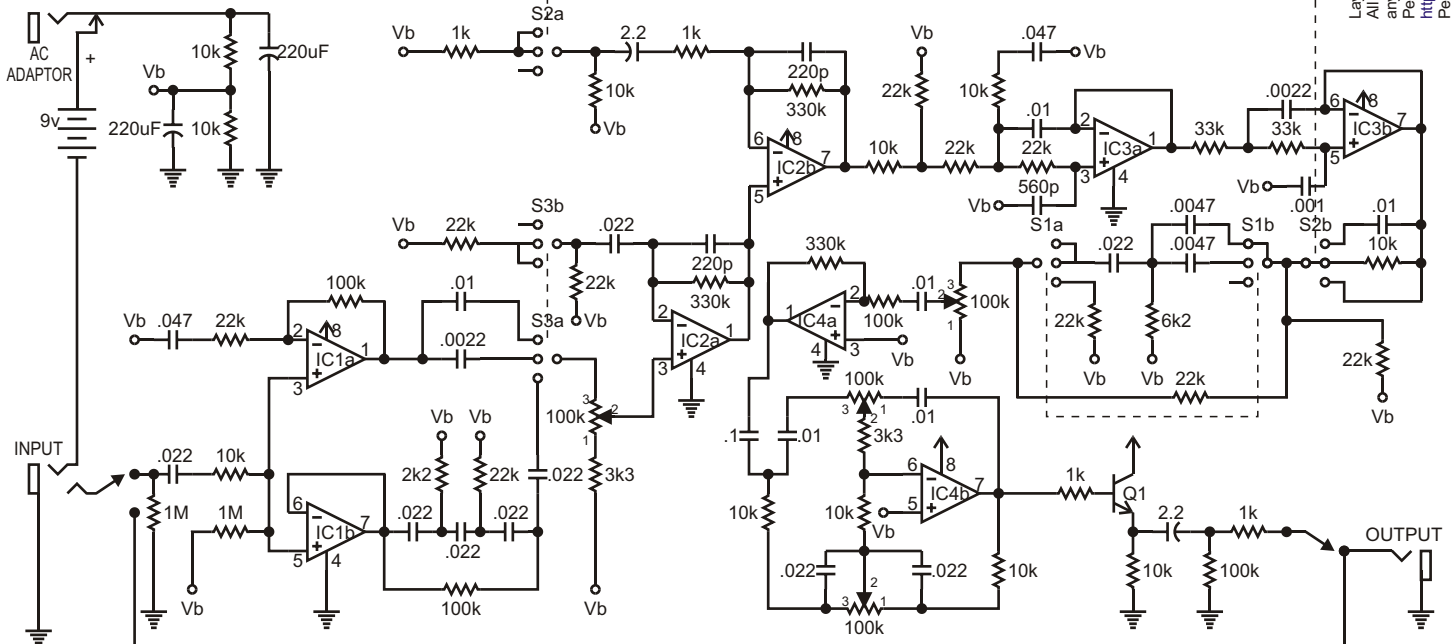 AC
ADAPTOR
+
9v
10k
220uF
Vb
220uF
10k
Vb
1k
S2a
2.2
1k
10k
Vb
220p
330k
6
8
IC2b
7
5
10k
Vb
22k
22k
10k
.047
Vb
.01
22k
560p
Vb
2
IC3a
1
3
4
33k
.0022
33k
6
8
IC3b
7
5
Vb
.001
S1a
S1b
S2b
.0047
.0047
.022
22k
Vb
6k2
Vb
22k
.01
10k
22k
Vb
Vb
22k
S3b
.022
22k
Vb
220p
330k
2
IC2a
1
3
4
330k
1
IC4a
2
4
3
Vb
100k
.01
3
2
1
100k
Vb
Vb
.047
22k
100k
2
8
IC1a
1
3
.01
.0022
S3a
100k
3
2
1
3k3
Vb
INPUT
.022
1M
10k
1M
Vb
6
IC1b
7
5
4
Vb
2k2
Vb
22k
.022
.022
.022
.022
100k
.1
.01
100k
3
2
1
.01
3k3
10k
10k
Vb
6
8
IC4b
7
5
.022
.022
3
2
1
100k
10k
1k
Q1
10k
2.2
100k
1k
OUTPUT
Lay
All
any
Pe
http
Pe